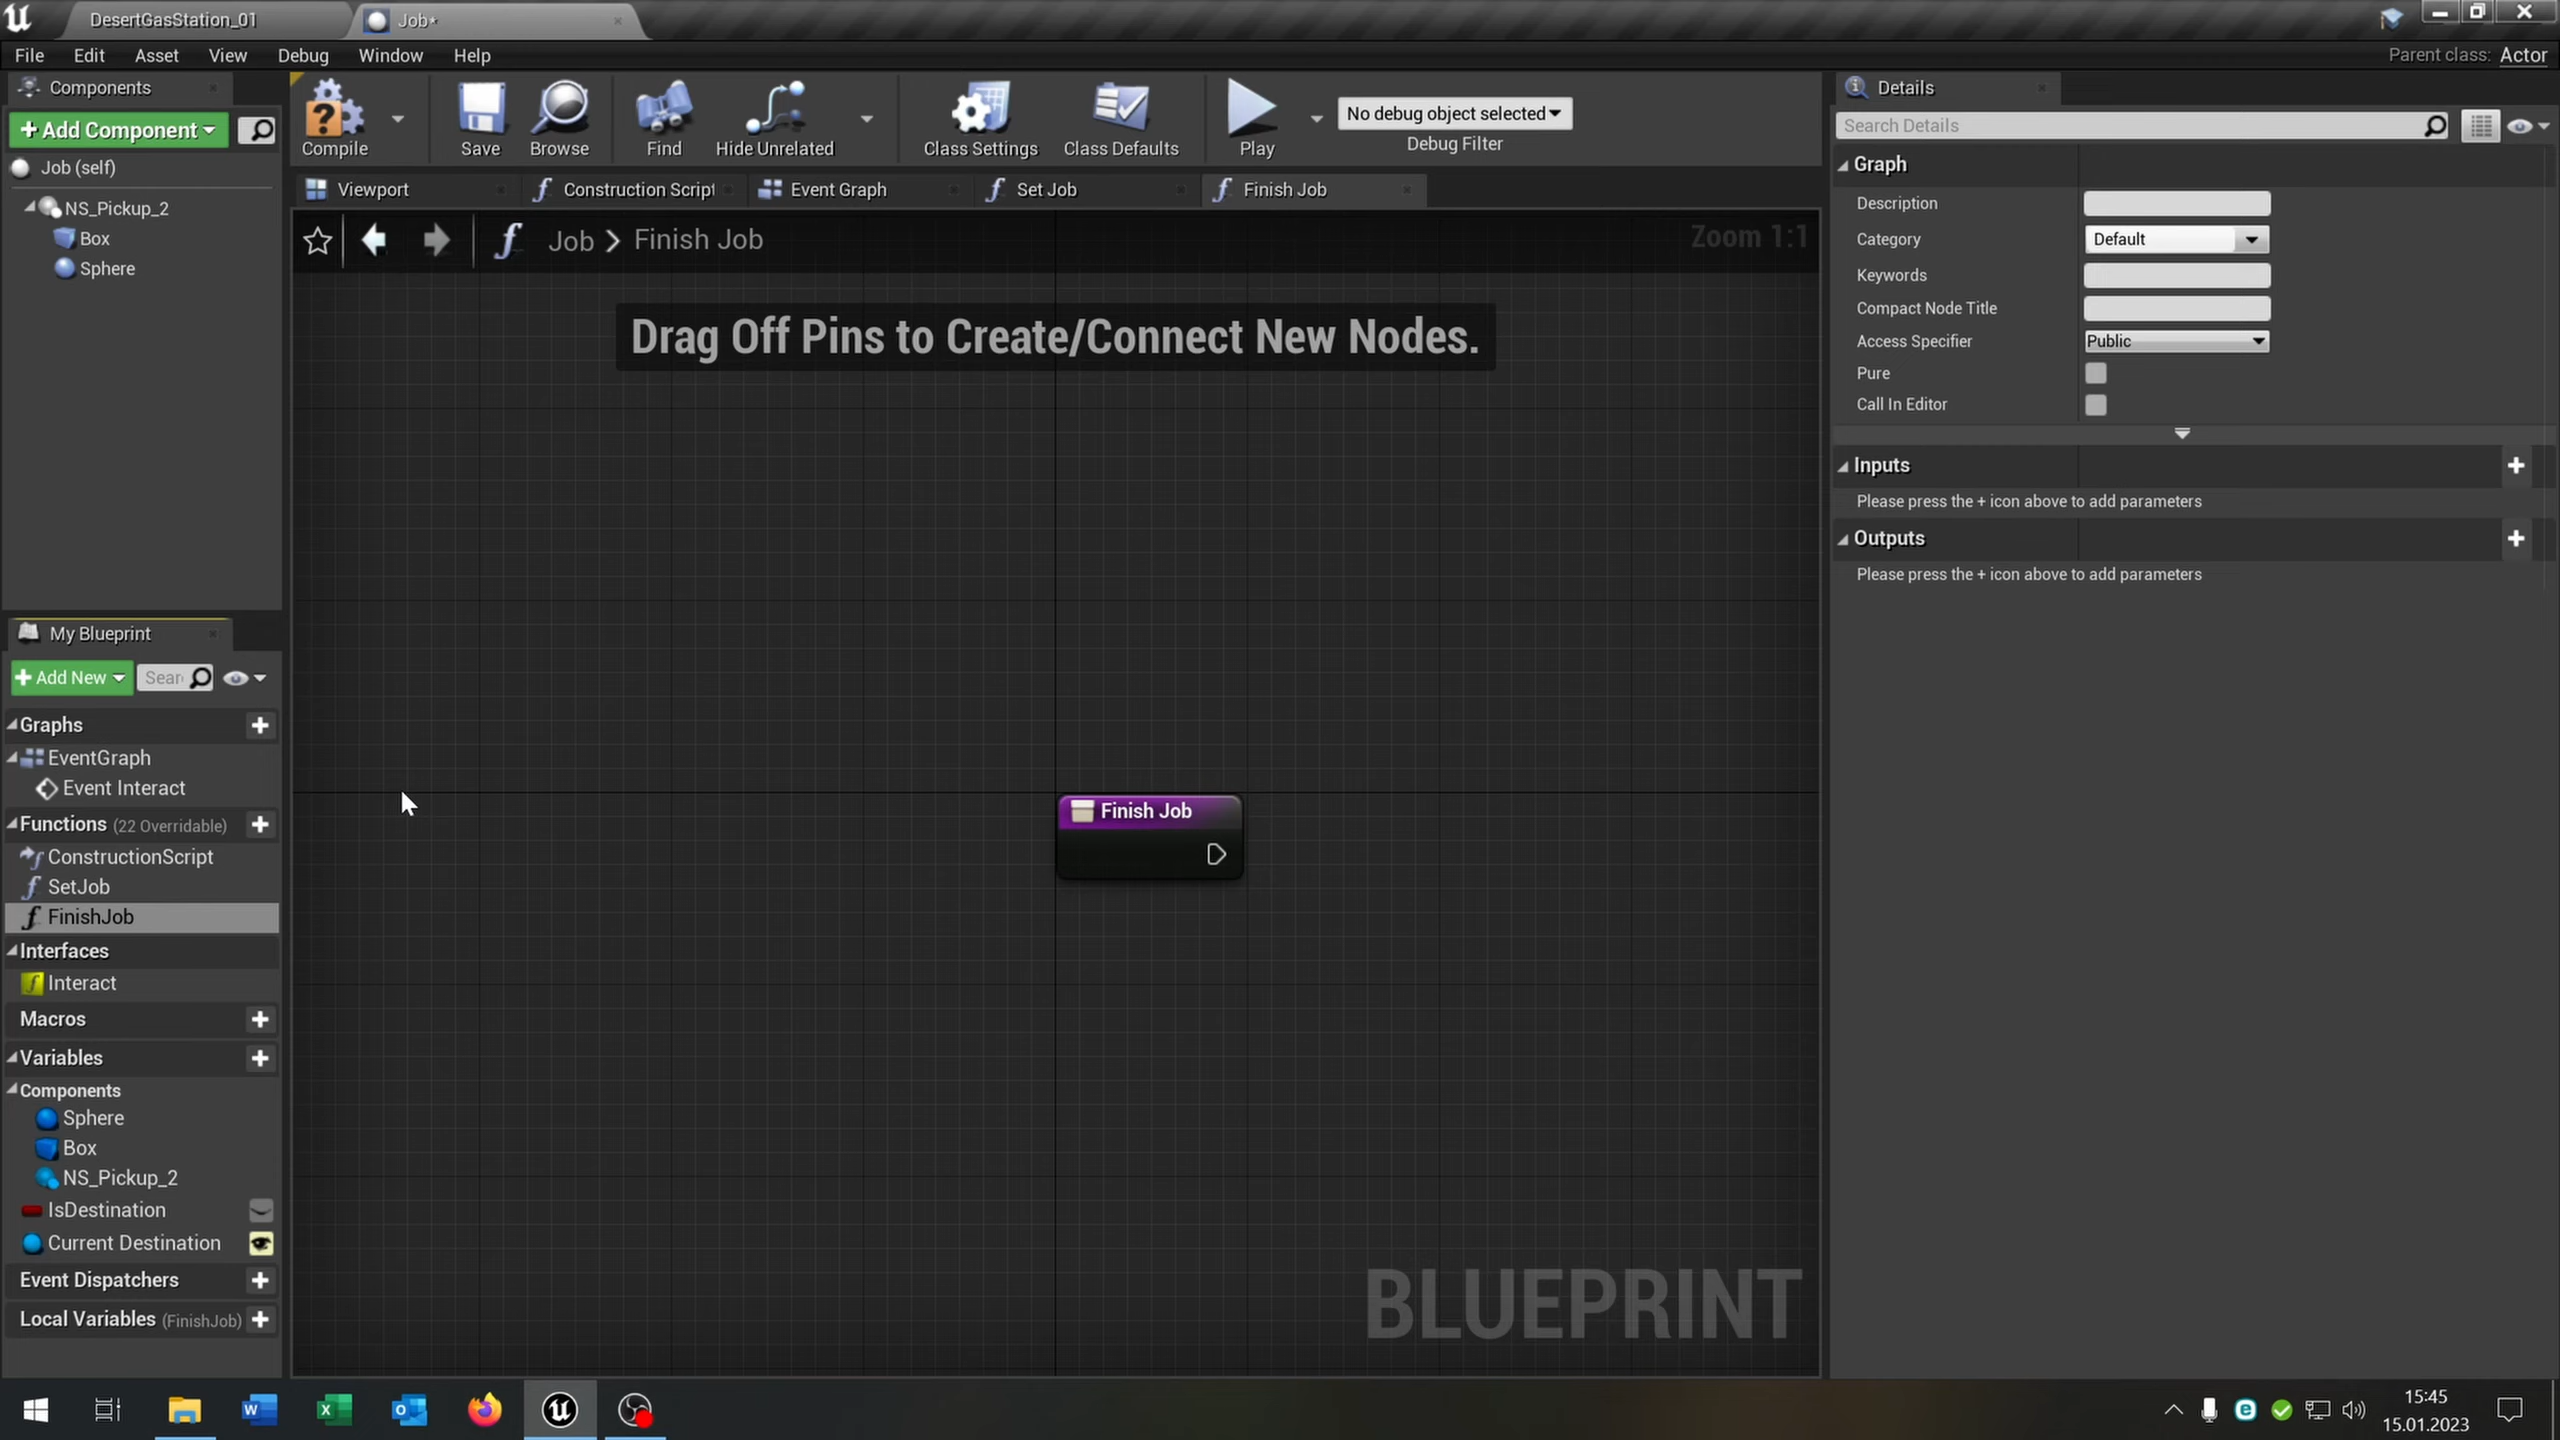 DesertGasStation_01
Job*
File Edit Asset View Debug Window Help
Parent class: Actor
Components
Add Component
Job (self)
NS_Pickup_2
Box
Sphere
Compile
Save
Browse
Find
Hide Unrelated
Class Settings
Class Defaults
Play
No debug object selected
Debug Filter
Viewport
Construction Script
Event Graph
Set Job
Finish Job
Job > Finish Job
Zoom 1:1
Drag Off Pins to Create/Connect New Nodes.
Finish Job
BLUEPRINT
My Blueprint
Add New
Sear
Graphs
EventGraph
Event Interact
Functions (22 Overridable)
ConstructionScript
SetJob
FinishJob
Interfaces
Interact
Macros
Variables
Components
Sphere
Box
NS_Pickup_2
IsDestination
Current Destination
Event Dispatchers
Local Variables (FinishJob)
Details
Search Details
Graph
Description
Category Default
Keywords
Compact Node Title
Access Specifier Public
Pure
Call In Editor
Inputs
Please press the + icon above to add parameters
Outputs
Please press the + icon above to add parameters
15:45
15.01.2023